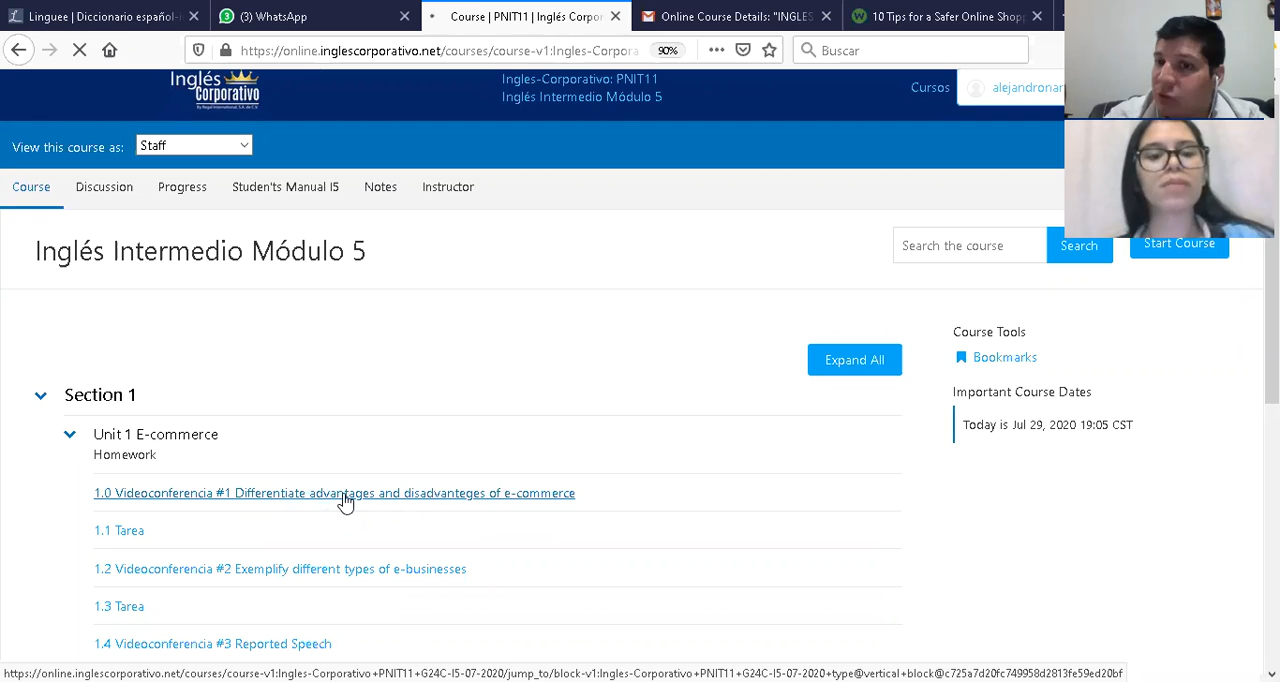 Linguee | Diccionario español-i
(3) WhatsApp
Course | PNIT11 | Inglés Corpor
Online Course Details: "INGLES
10 Tips for a Safer Online Shop
https://online.inglescorporativo.net/courses/course-v1:Ingles-Corpora
90%
Buscar
Inglés
Corporativo
Ingles-Corporativo: PNIT11
Inglés Intermedio Módulo 5
Cursos
alejandronar
View this course as:
Staff
Course
Discussion
Progress
Studen'ts Manual I5
Notes
Instructor
Inglés Intermedio Módulo 5
Search the course
Search
Start Course
Expand All
Course Tools
Bookmarks
Important Course Dates
Today is Jul 29, 2020 19:05 CST
Section 1
Unit 1 E-commerce
Homework
1.0 Videoconferencia #1 Differentiate advantages and disadvanteges of e-commerce
1.1 Tarea
1.2 Videoconferencia #2 Exemplify different types of e-businesses
1.3 Tarea
1.4 Videoconferencia #3 Reported Speech
https://online.inglescorporativo.net/courses/course-v1:Ingles-Corporativo+PNIT11+G24C-I5-07-2020/jump_to/block-v1:Ingles-Corporativo+PNIT11+G24C-I5-07-2020+type@vertical+block@c725a7d20fc749958d2813fe59ed20bf